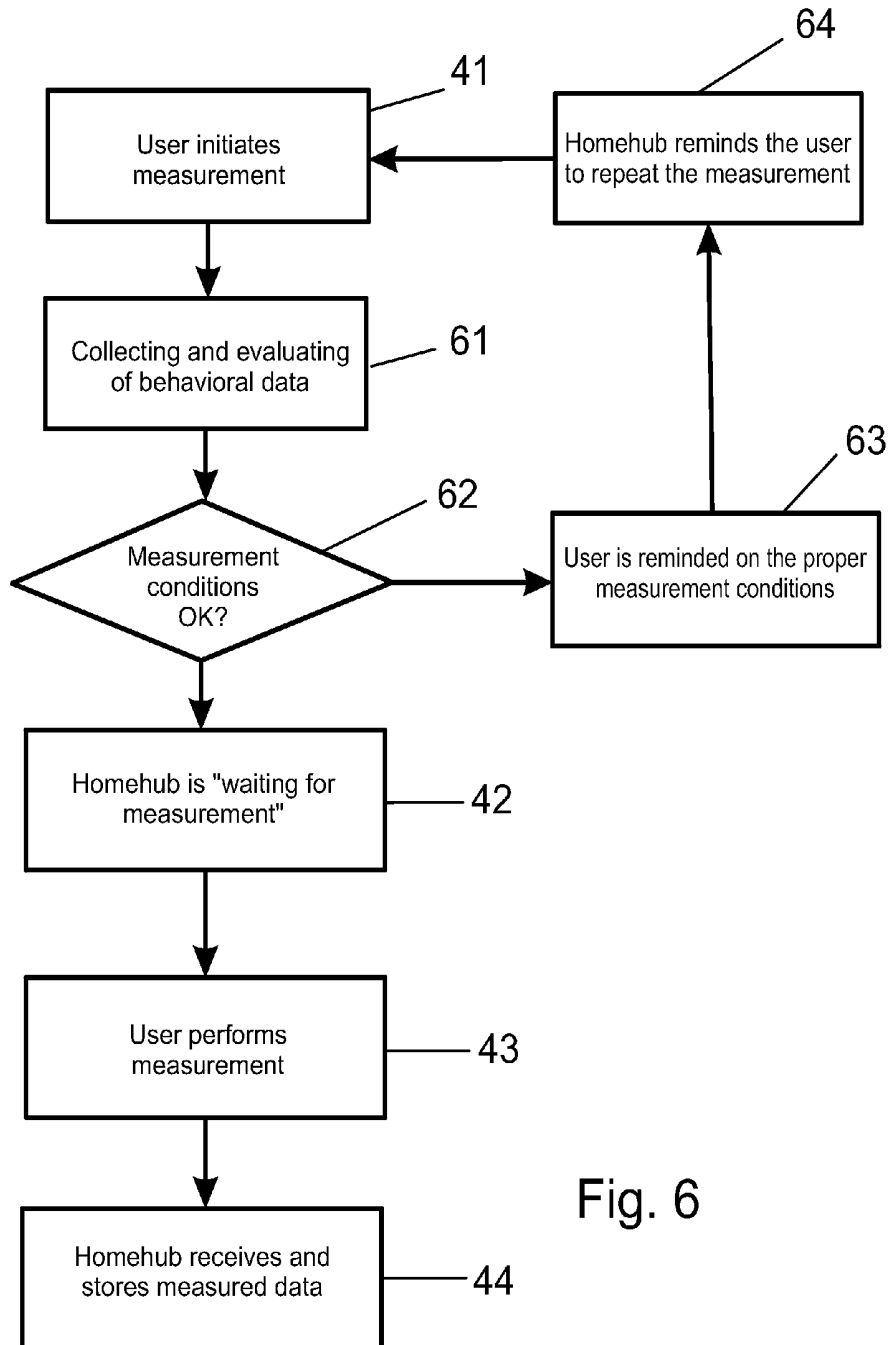 64
41
User initiates
measurement
Homehub reminds the user
to repeat the measurement
61
Collecting and evaluating
of behavioral data
63
62
Measurement
conditions
OK?
User is reminded on the proper
measurement conditions
Homehub is "waiting for
measurement"
42
User performs
measurement
43
Fig. 6
Homehub receives and
stores measured data
44